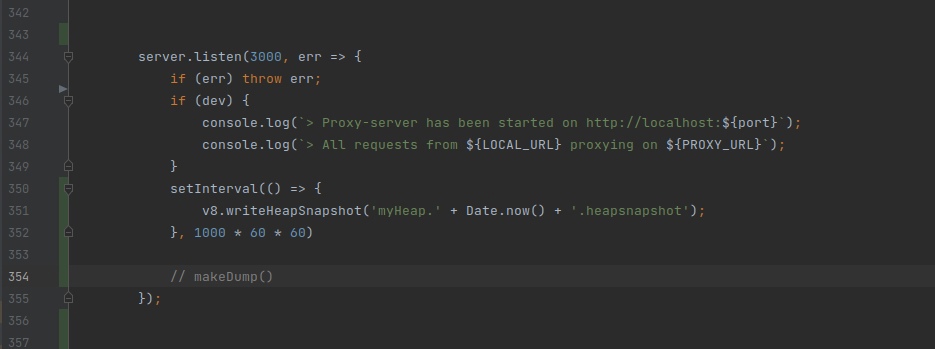 342
343
344 server.listen(3000, err => {
345 if (err) throw err;
346 if (dev) {
347 console.log(`> Proxy-server has been started on http://localhost:${port}`);
348 console.log(`> All requests from ${LOCAL_URL} proxying on ${PROXY_URL}`);
349 }
350 setInterval(() => {
351 v8.writeHeapSnapshot('myHeap.' + Date.now() + '.heapsnapshot');
352 }, 1000 * 60 * 60)
353
354 // makeDump()
355 });
356
357